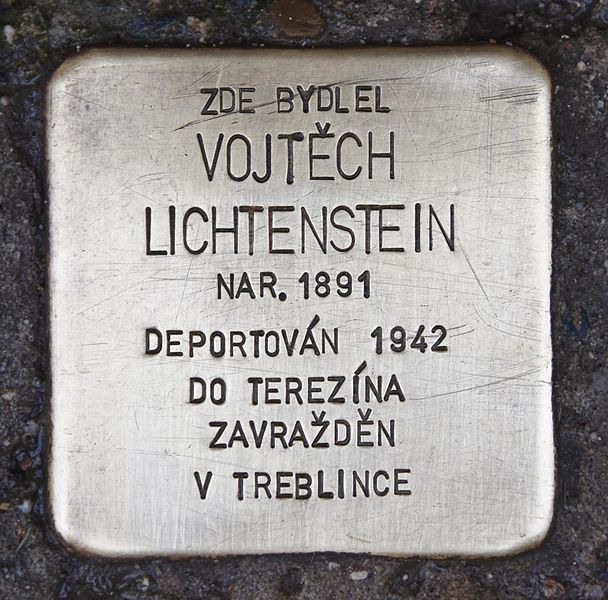 ZDE BYDLEL
VOJTĚCH
LICHTENSTEIN
NAR. 1891
DEPORTOVÁN 1942
DO TEREZÍNA
ZAVRAŽDĚN
V TREBLINCE